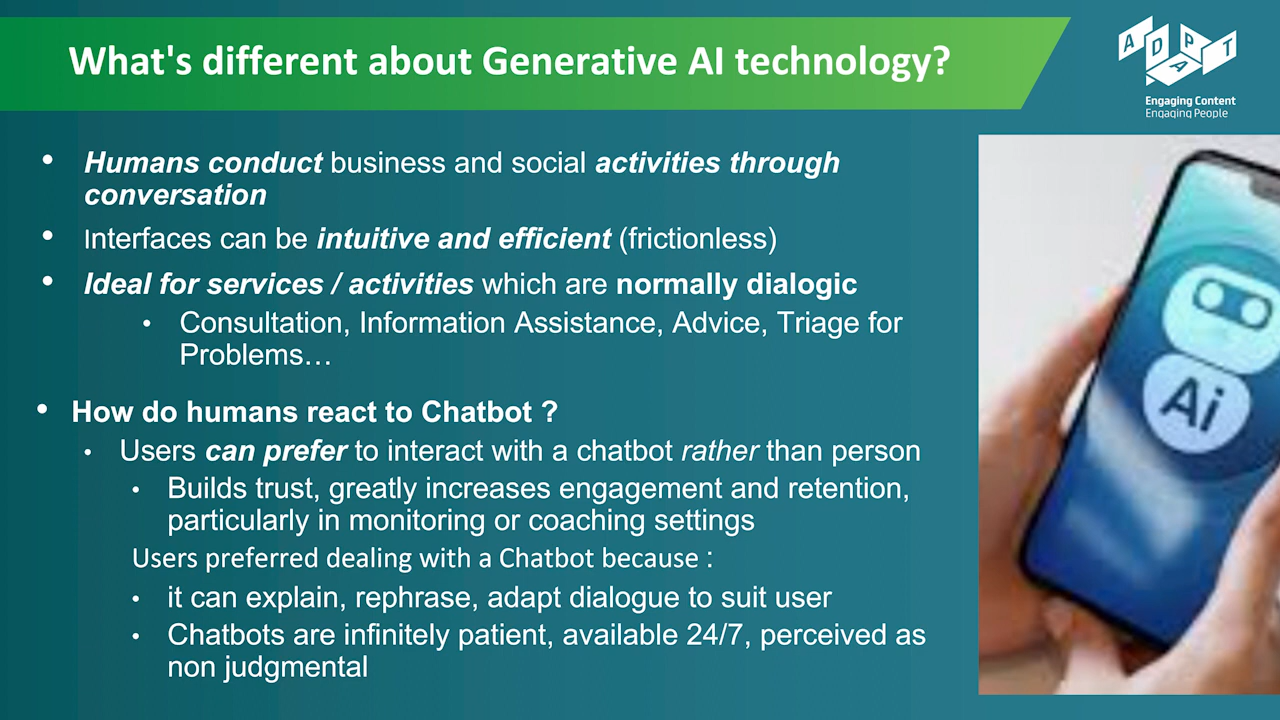 What's different about Generative AI technology?
ADAPT
Engaging Content
Engaging People
• Humans conduct business and social activities through
conversation
• Interfaces can be intuitive and efficient (frictionless)
• Ideal for services / activities which are normally dialogic
• Consultation, Information Assistance, Advice, Triage for
Problems…
• How do humans react to Chatbot ?
• Users can prefer to interact with a chatbot rather than person
• Builds trust, greatly increases engagement and retention,
particularly in monitoring or coaching settings
Users preferred dealing with a Chatbot because :
• it can explain, rephrase, adapt dialogue to suit user
• Chatbots are infinitely patient, available 24/7, perceived as
non judgmental
Ai